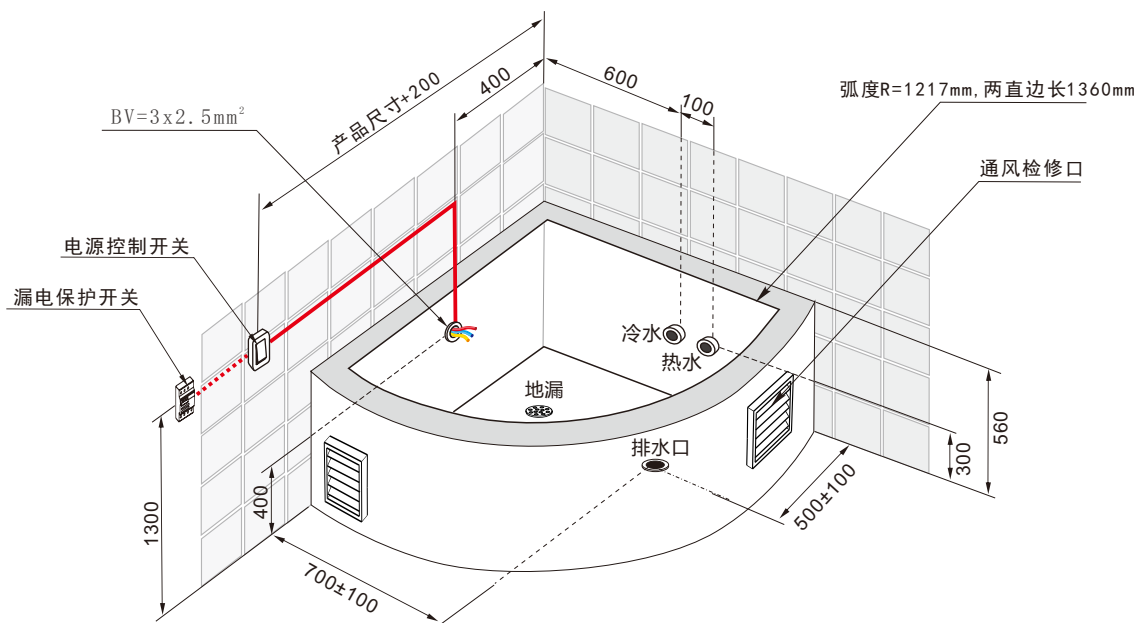 产品尺寸+200
400
600
100
弧度R=1217mm,两直边长1360mm
BV=3x2.5mm²
通风检修口
电源控制开关
漏电保护开关
冷水
热水
地漏
排水口
560
300
500±100
400
1300
700±100